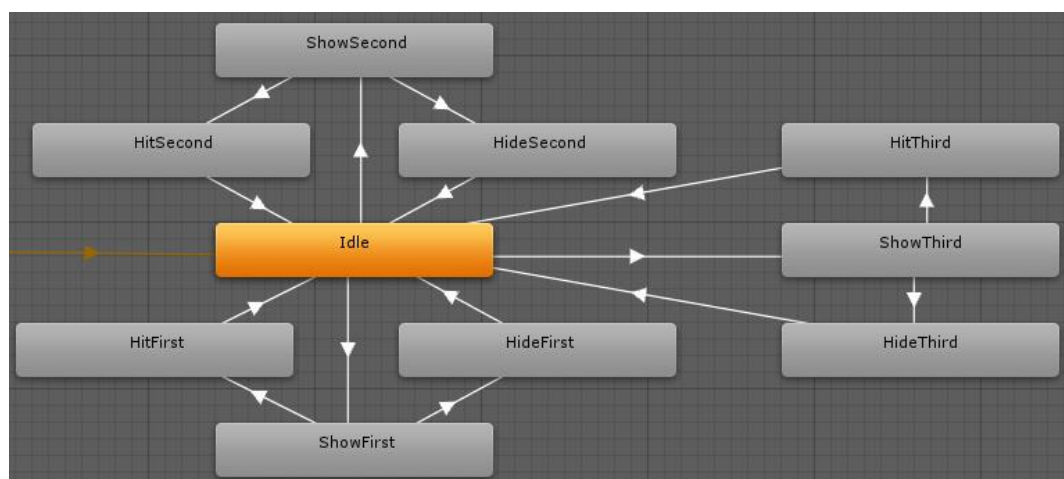 ShowSecond
HitSecond
HideSecond
HitThird
Idle
ShowThird
HitFirst
HideFirst
HideThird
ShowFirst